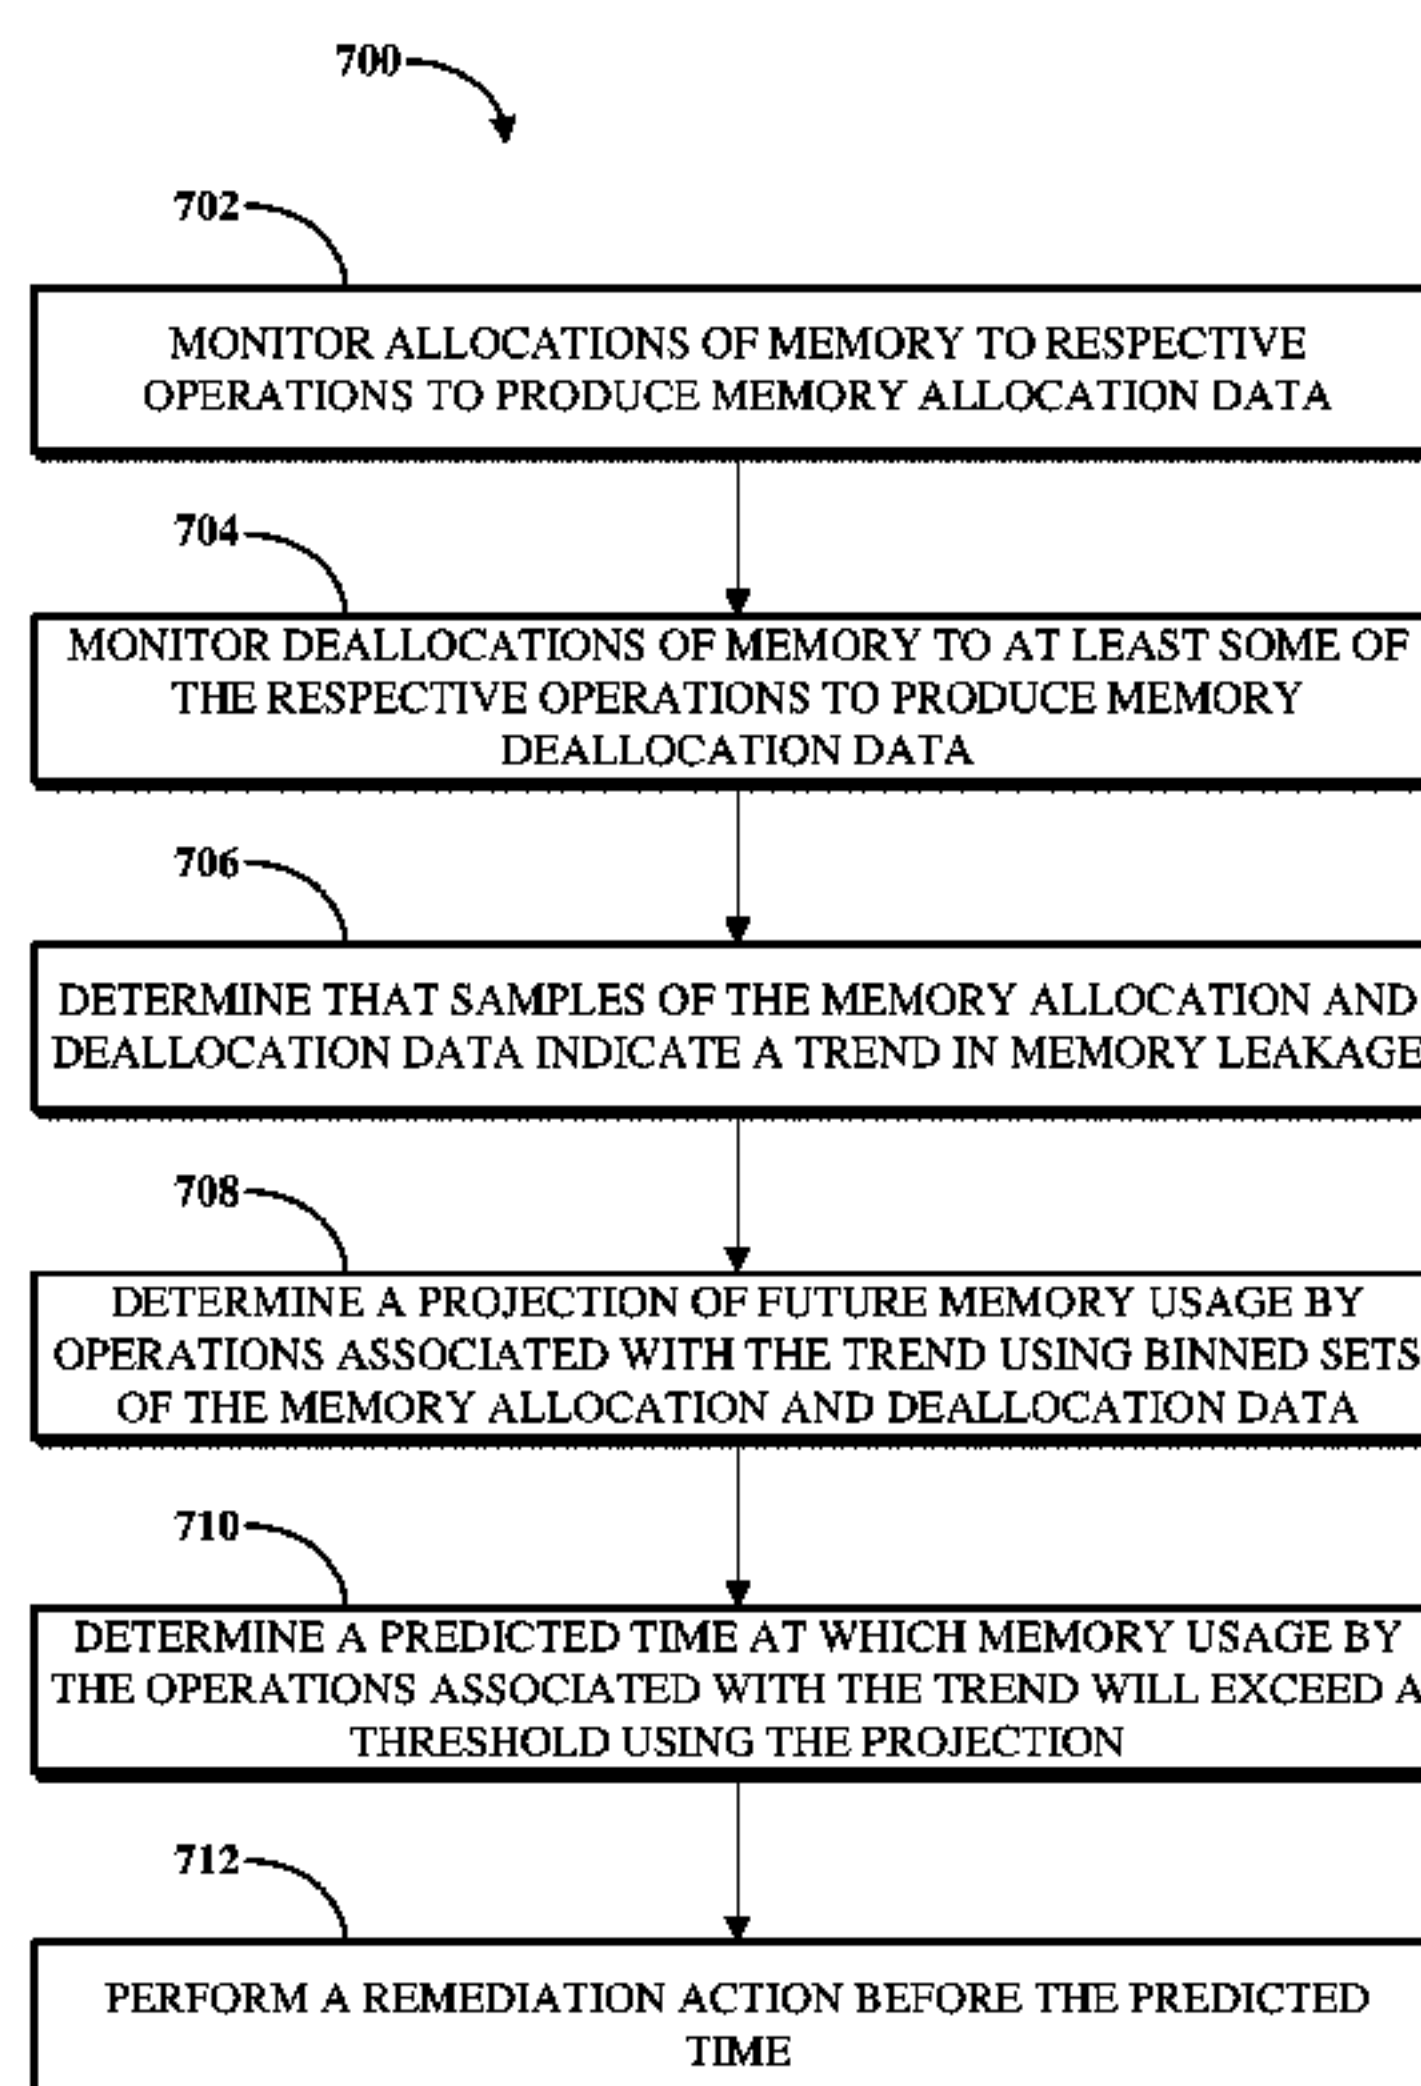 700
702
MONITOR ALLOCATIONS OF MEMORY TO RESPECTIVE
OPERATIONS TO PRODUCE MEMORY ALLOCATION DATA
704
MONITOR DEALLOCATIONS OF MEMORY TO AT LEAST SOME OF
THE RESPECTIVE OPERATIONS TO PRODUCE MEMORY
DEALLOCATION DATA
706
DETERMINE THAT SAMPLES OF THE MEMORY ALLOCATION AND
DEALLOCATION DATA INDICATE A TREND IN MEMORY LEAKAGE
708
DETERMINE A PROJECTION OF FUTURE MEMORY USAGE BY
OPERATIONS ASSOCIATED WITH THE TREND USING BINNED SETS
OF THE MEMORY ALLOCATION AND DEALLOCATION DATA
710
DETERMINE A PREDICTED TIME AT WHICH MEMORY USAGE BY
THE OPERATIONS ASSOCIATED WITH THE TREND WILL EXCEED A
THRESHOLD USING THE PROJECTION
712
PERFORM A REMEDIATION ACTION BEFORE THE PREDICTED
TIME